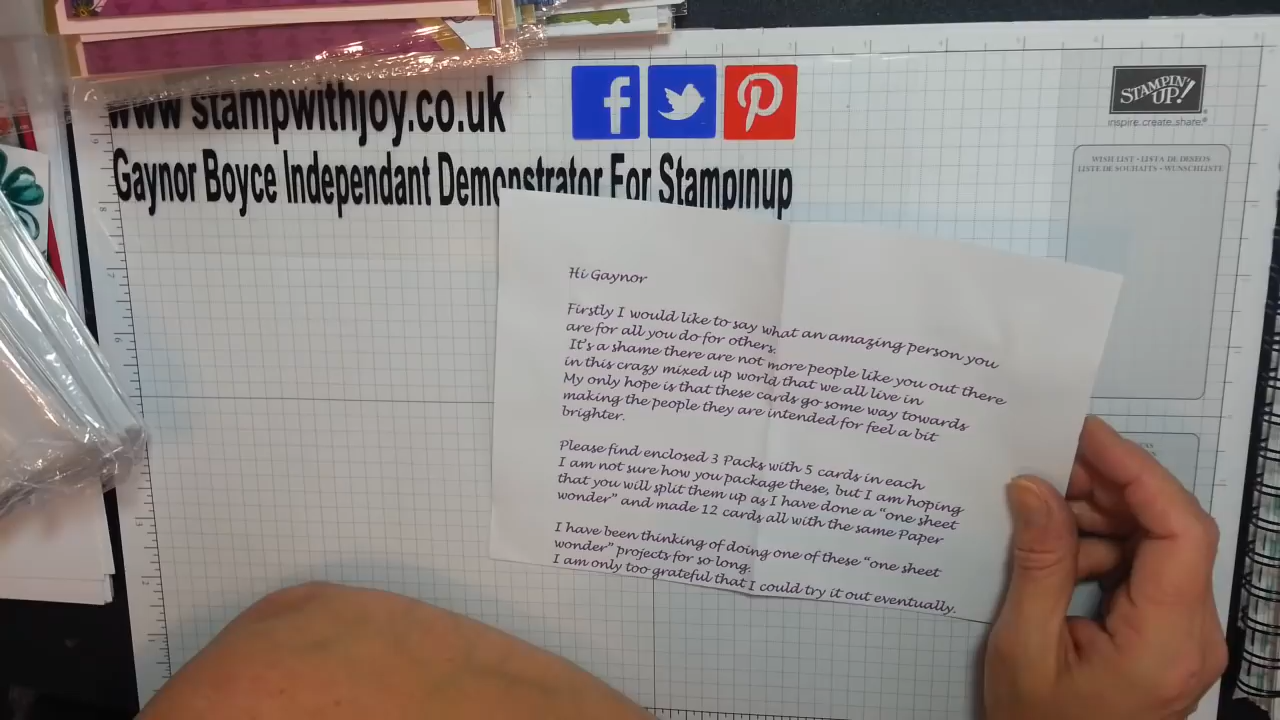 www stampwithjoy.co.uk
Gaynor Boyce Independant Demonstrator For Stampinup
STAMPIN' UP!
inspire.create.share.
WISH LIST • LISTA DE DESEOS
LISTE DE SOUHAITS • WUNSCHLISTE
Hi Gaynor
Firstly I would like to say what an amazing person you
are for all you do for others.
It's a shame there are not more people like you out there
in this crazy mixed up world that we all live in
My only hope is that these cards go some way towards
making the people they are intended for feel a bit
brighter.
Please find enclosed 3 Packs with 5 cards in each
I am not sure how you package these, but I am hoping
that you will split them up as I have done a "one sheet
wonder" and made 12 cards all with the same Paper
I have been thinking of doing one of these "one sheet
wonder" projects for so long.
I am only too grateful that I could try it out eventually.